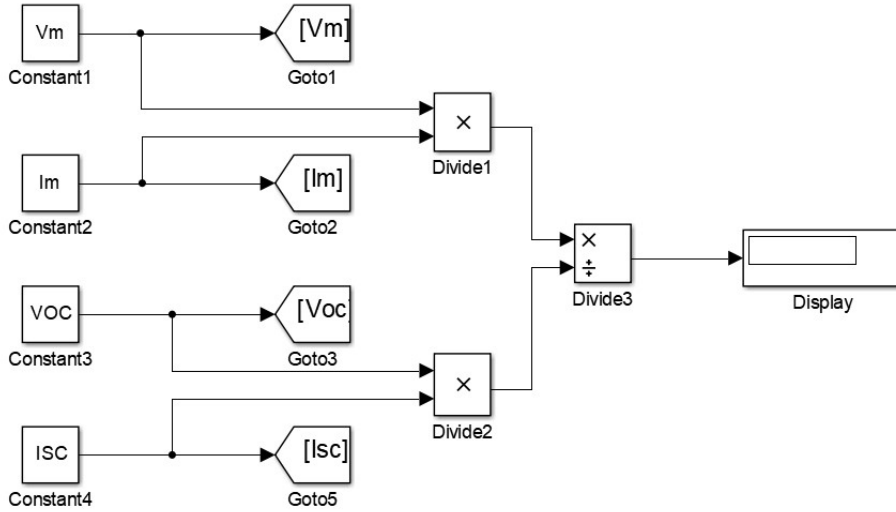 Vm
[Vm]
Constant1
Goto1
×
Divide1
Im
[Im]
Constant2
Goto2
×
÷
Divide3
Display
VOC
[Voc]
Constant3
Goto3
×
Divide2
ISC
[Isc]
Constant4
Goto5